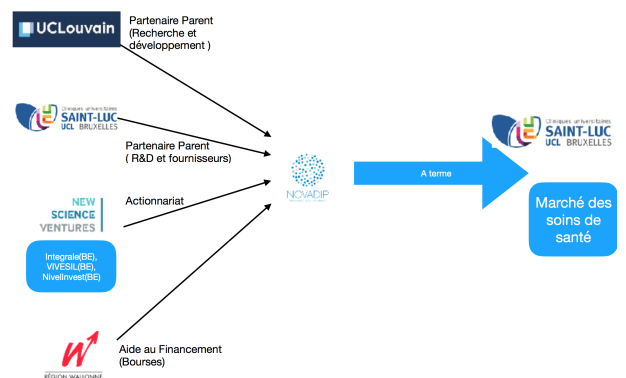 UCLouvain
Partenaire Parent
(Recherche et
développement )
Cliniques universitaires
SAINT-LUC
UCL BRUXELLES
Partenaire Parent
( R&D et fournisseurs)
NEW
SCIENCE
VENTURES
Actionnariat
Integrale(BE),
VIVESIL(BE),
NivelInvest(BE)
Aide au Financement
(Bourses)
RÉGION WALLONNE
NOVADIP
A terme
Cliniques universitaires
SAINT-LUC
UCL BRUXELLES
Marché des
soins de
santé